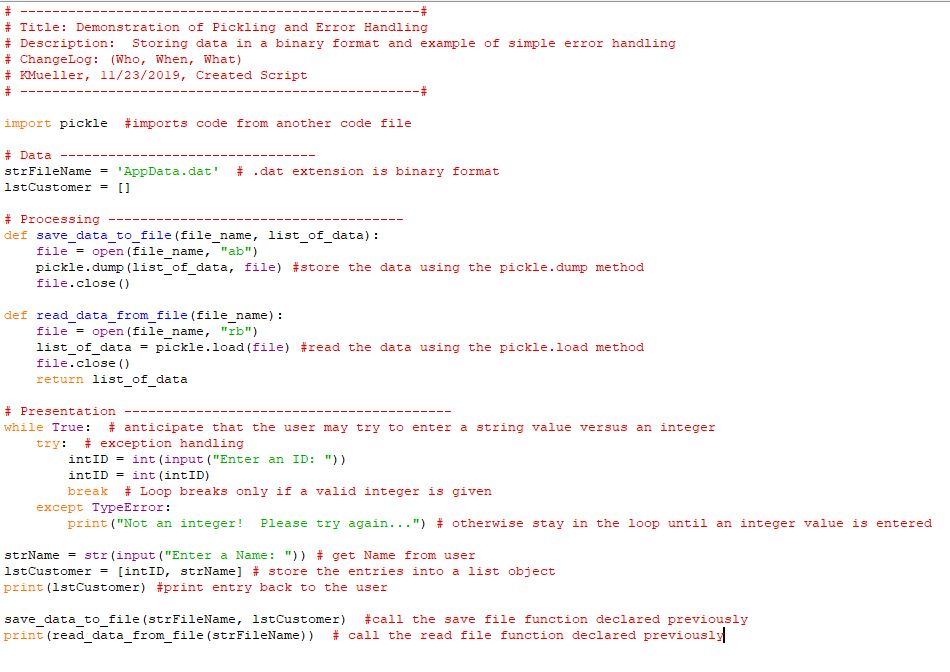 # --------------------------------------------------#
# Title: Demonstration of Pickling and Error Handling
# Description:  Storing data in a binary format and example of simple error handling
# ChangeLog: (Who, When, What)
# KMueller, 11/23/2019, Created Script
# --------------------------------------------------#

import pickle  #imports code from another code file

# Data --------------------------------
strFileName = 'AppData.dat'  # .dat extension is binary format
lstCustomer = []

# Processing -------------------------------------
def save_data_to_file(file_name, list_of_data):
    file = open(file_name, "ab")
    pickle.dump(list_of_data, file) #store the data using the pickle.dump method
    file.close()

def read_data_from_file(file_name):
    file = open(file_name, "rb")
    list_of_data = pickle.load(file) #read the data using the pickle.load method
    file.close()
    return list_of_data

# Presentation -----------------------------------------
while True:  # anticipate that the user may try to enter a string value versus an integer
    try:  # exception handling
        intID = int(input("Enter an ID: "))
        intID = int(intID)
        break  # Loop breaks only if a valid integer is given
    except TypeError:
        print("Not an integer!  Please try again...") # otherwise stay in the loop until an integer value is entered

strName = str(input("Enter a Name: ")) # get Name from user
lstCustomer = [intID, strName] # store the entries into a list object
print(lstCustomer) #print entry back to the user

save_data_to_file(strFileName, lstCustomer)  #call the save file function declared previously
print(read_data_from_file(strFileName))  # call the read file function declared previously